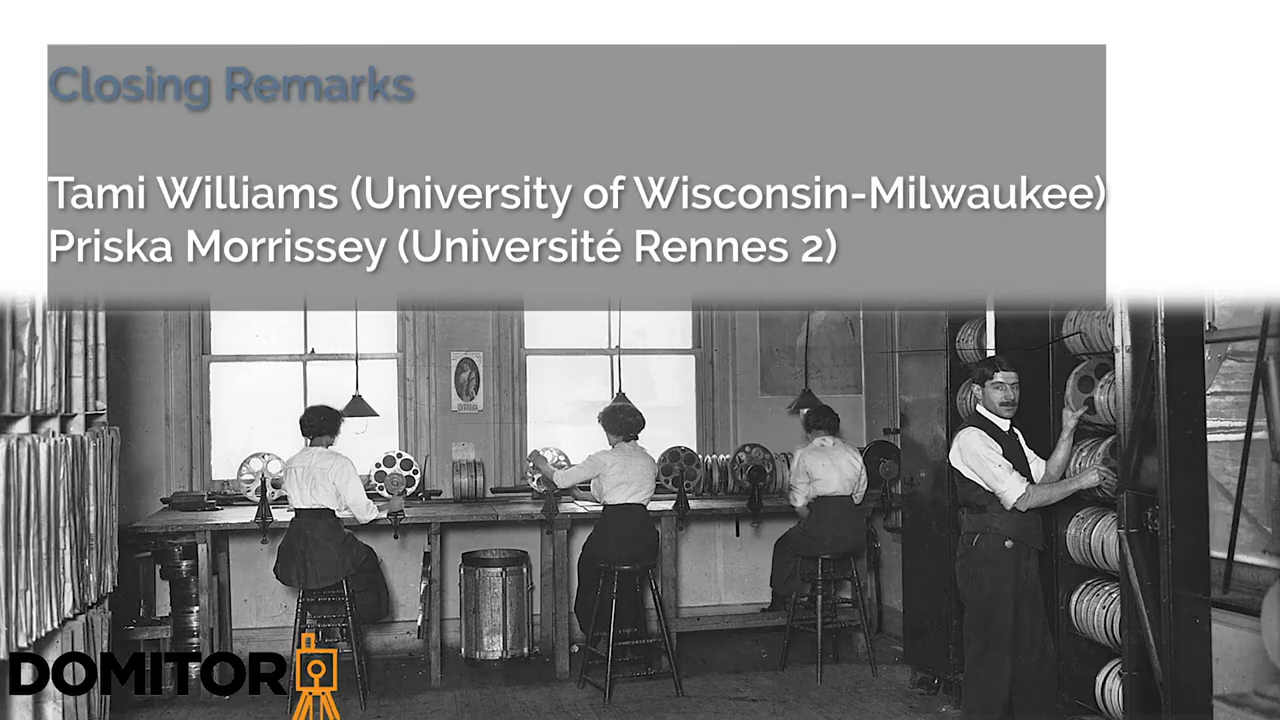 Closing Remarks
Tami Williams (University of Wisconsin-Milwaukee)
Priska Morrissey (Université Rennes 2)
DOMITOR